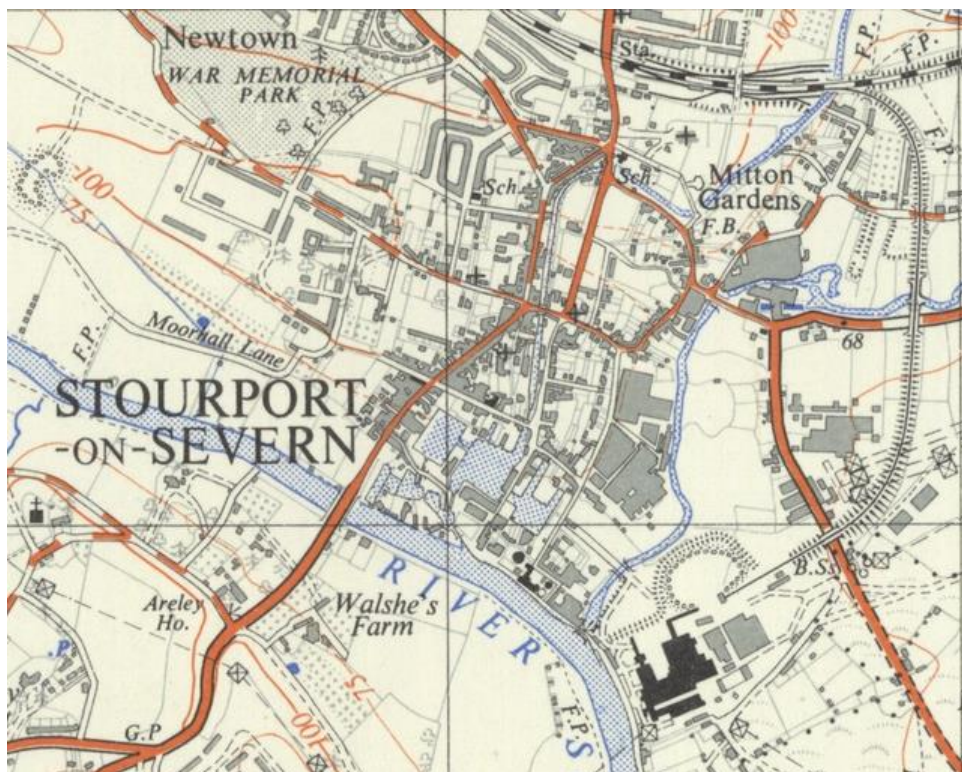 Newtown
WAR MEMORIAL
PARK
F.P.
Sta.
100
F.P.
F.P.
F.P.
100
75
Sch.
Sch.
Mitton
Gardens
F.B.
Moorhall Lane
F.P.
68
STOURPORT
-ON-SEVERN
RIVER
B.Ss
Areley
Ho.
Walshe's
Farm
.P
75
100
F.P.
S
G.P